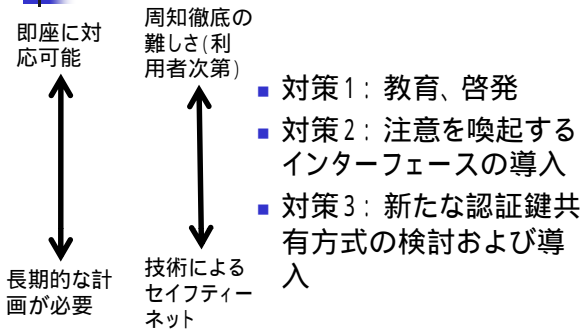 即座に対
応可能
周知徹底の
難しさ(利
用者次第)
対策1: 教育、啓発
対策2: 注意を喚起する
インターフェースの導入
対策3: 新たな認証鍵共
有方式の検討および導
入
長期的な計
画が必要
技術による
セイフティー
ネット